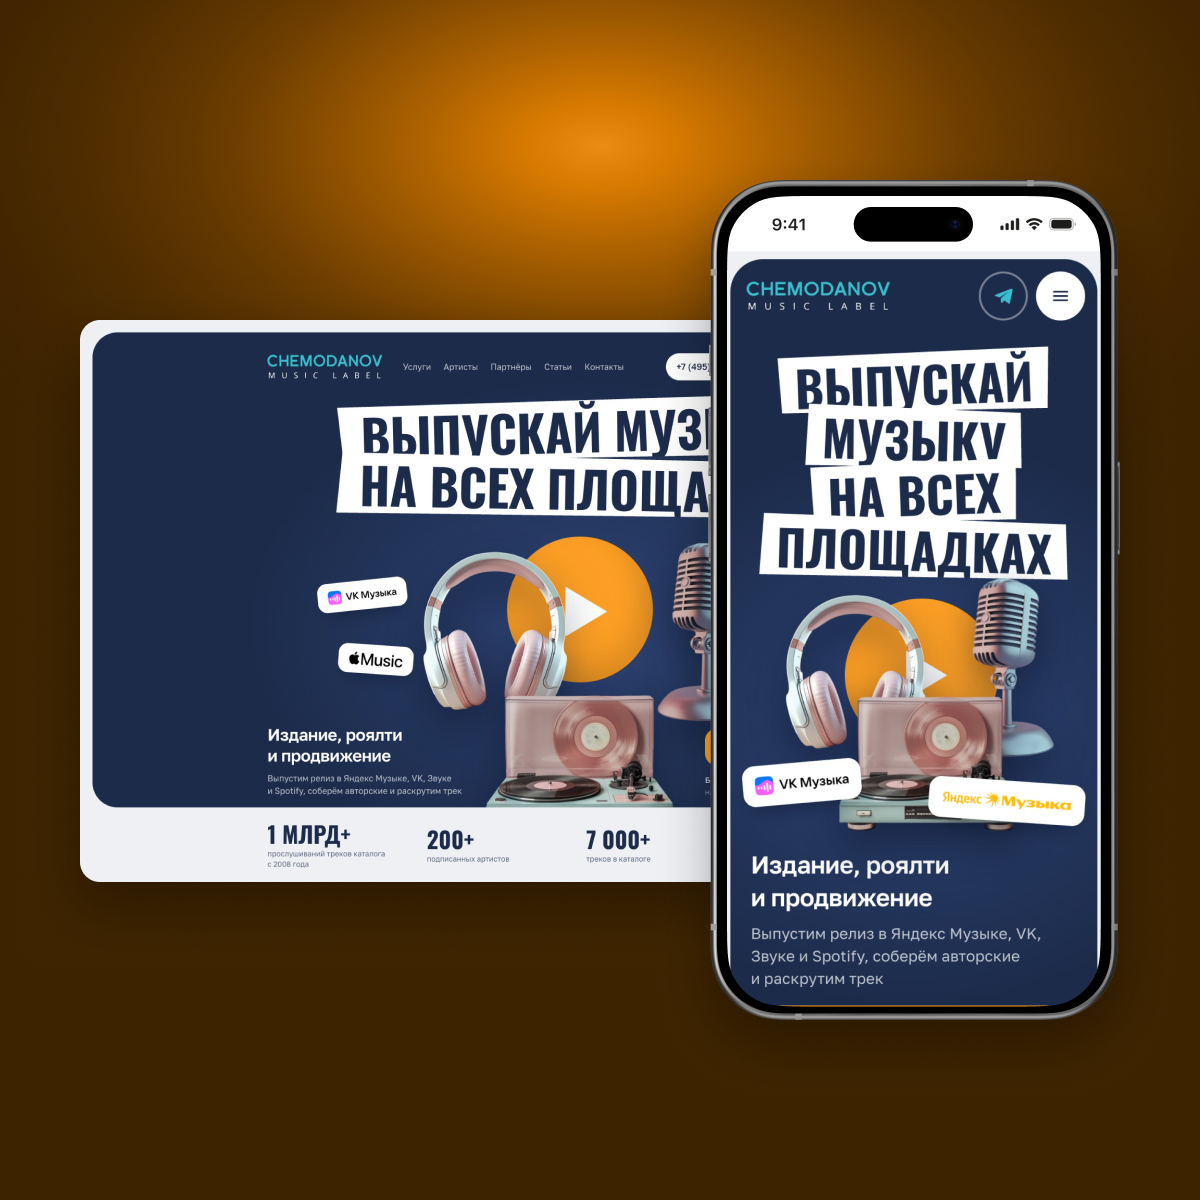 CHEMODANOV
MUSIC LABEL
Услуги Артисты Партнёры Статьи Контакты
+7 (495)
ВЫПУСКАЙ МУЗ
НА ВСЕХ ПЛОЩА
VK Музыка
Music
Издание, роялти
и продвижение
Выпустим релиз в Яндекс Музыке, VK, Звуке
и Spotify, соберём авторские и раскрутим трек
1 МЛРД+
прослушиваний треков каталога
с 2008 года
200+
подписанных артистов
7 000+
треков в каталоге
9:41
CHEMODANOV
MUSIC LABEL
ВЫПУСКАЙ
МУЗЫКУ
НА ВСЕХ
ПЛОЩАДКАХ
VK Музыка
Яндекс Музыка
Издание, роялти
и продвижение
Выпустим релиз в Яндекс Музыке, VK,
Звуке и Spotify, соберём авторские
и раскрутим трек